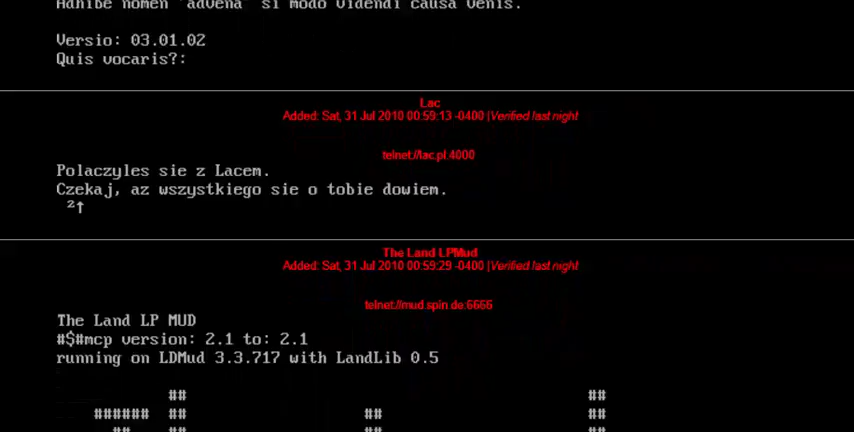 Adhibe nomen `advena` si modo videndi causa venis.
Versio: 03.01.02
Quis vocaris?:
Lac
Added: Sat, 31 Jul 2010 00:59:13 -0400 |Verified last night
telnet://lac.pl:4000
Polaczyles sie z Lacem.
Czekaj, az wszystkiego sie o tobie dowiem.
²↑
The Land LPMud
Added: Sat, 31 Jul 2010 00:59:29 -0400 |Verified last night
telnet://mud.spin.de:6666
The Land LP MUD
#$#mcp version: 2.1 to: 2.1
running on LDMud 3.3.717 with LandLib 0.5
## ##
###### ## ## ##
## ## ## ##